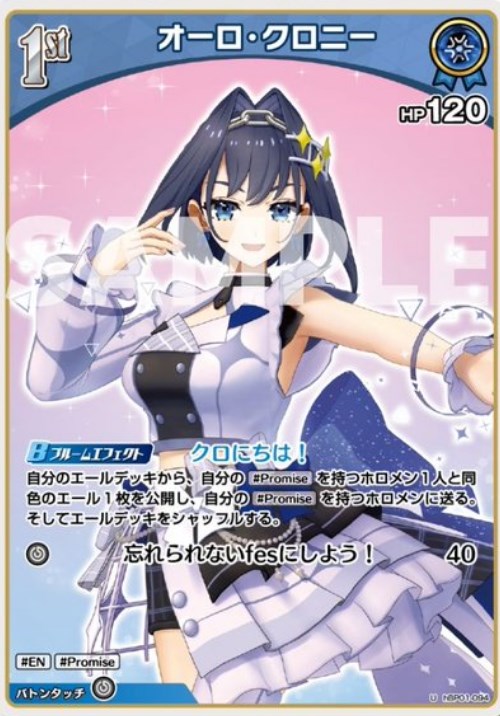 1st
オーロ・クロニー
HP120
SAMPLE
Bブルームエフェクト クロにちは！
自分のエールデッキから、自分の #Promise を持つホロメン1人と同
色のエール1枚を公開し、自分の #Promise を持つホロメンに送る。
そしてエールデッキをシャッフルする。
忘れられないfesにしよう！ 40
#EN #Promise
バトンタッチ
U hBP01-064